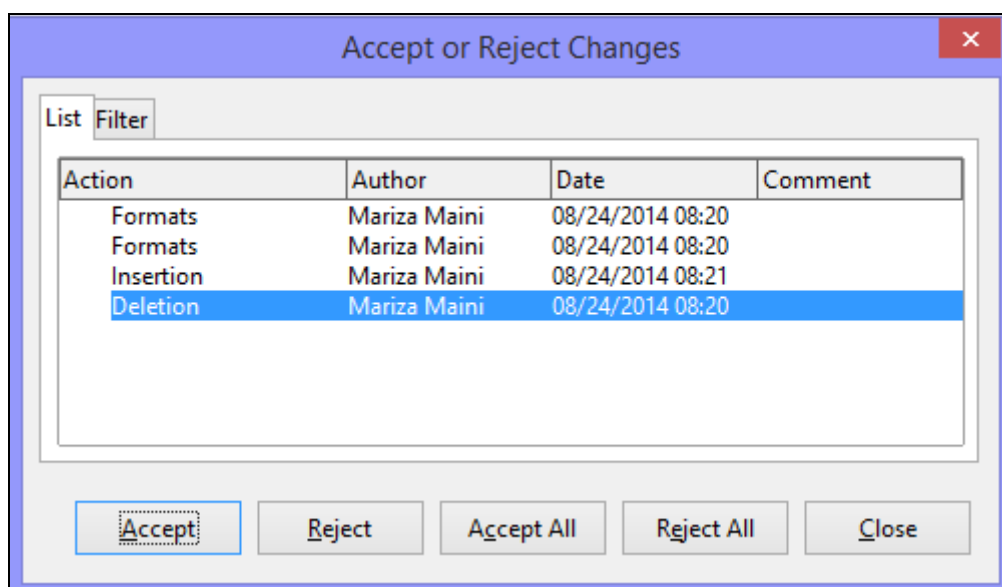 Accept or Reject Changes
List Filter
Action Author Date Comment
Formats Mariza Maini 08/24/2014 08:20
Formats Mariza Maini 08/24/2014 08:20
Insertion Mariza Maini 08/24/2014 08:21
Deletion Mariza Maini 08/24/2014 08:20
Accept Reject Accept All Reject All Close